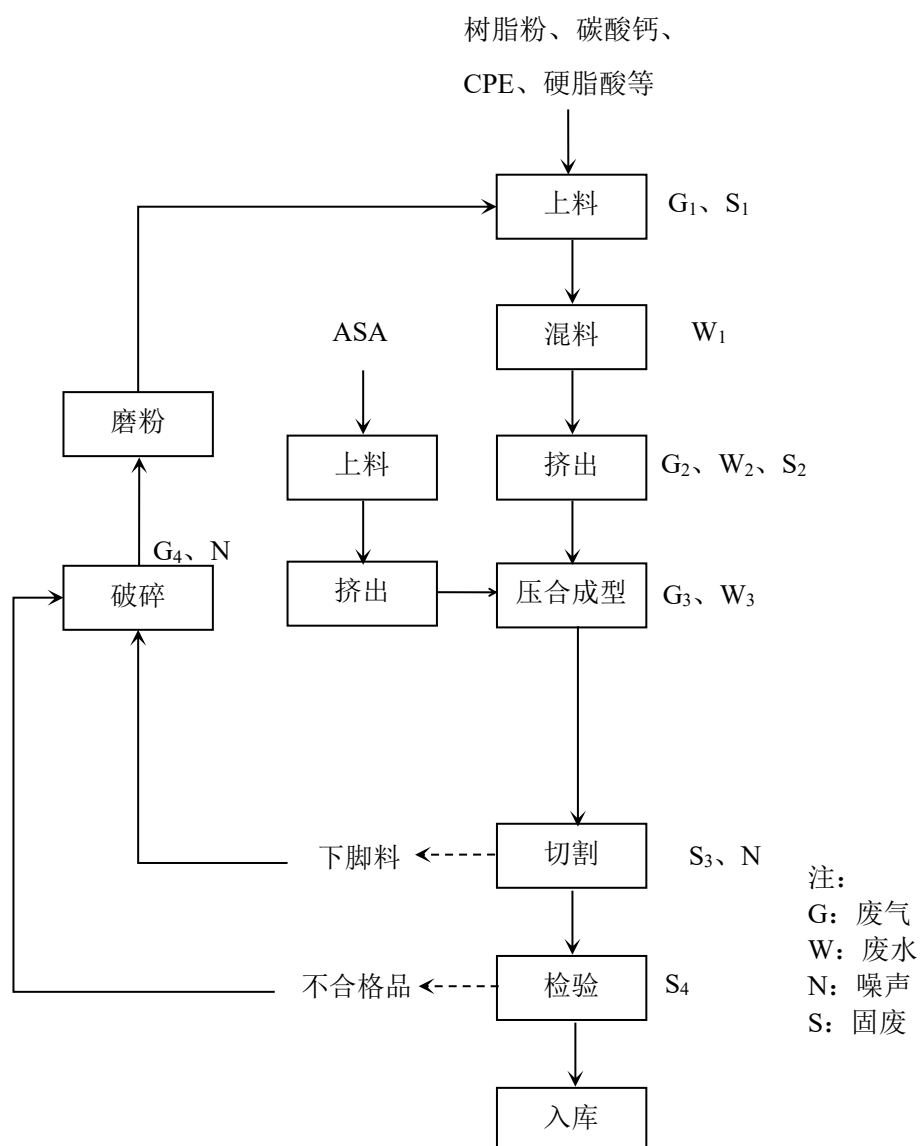 树脂粉、碳酸钙、
CPE、硬脂酸等
上料
G₁、S₁
ASA
混料
W₁
磨粉
上料
挤出
G₂、W₂、S₂
G₄、N
破碎
挤出
压合成型
G₃、W₃
下脚料
切割
S₃、N
不合格品
检验
S₄
入库
注：
G：废气
W：废水
N：噪声
S：固废